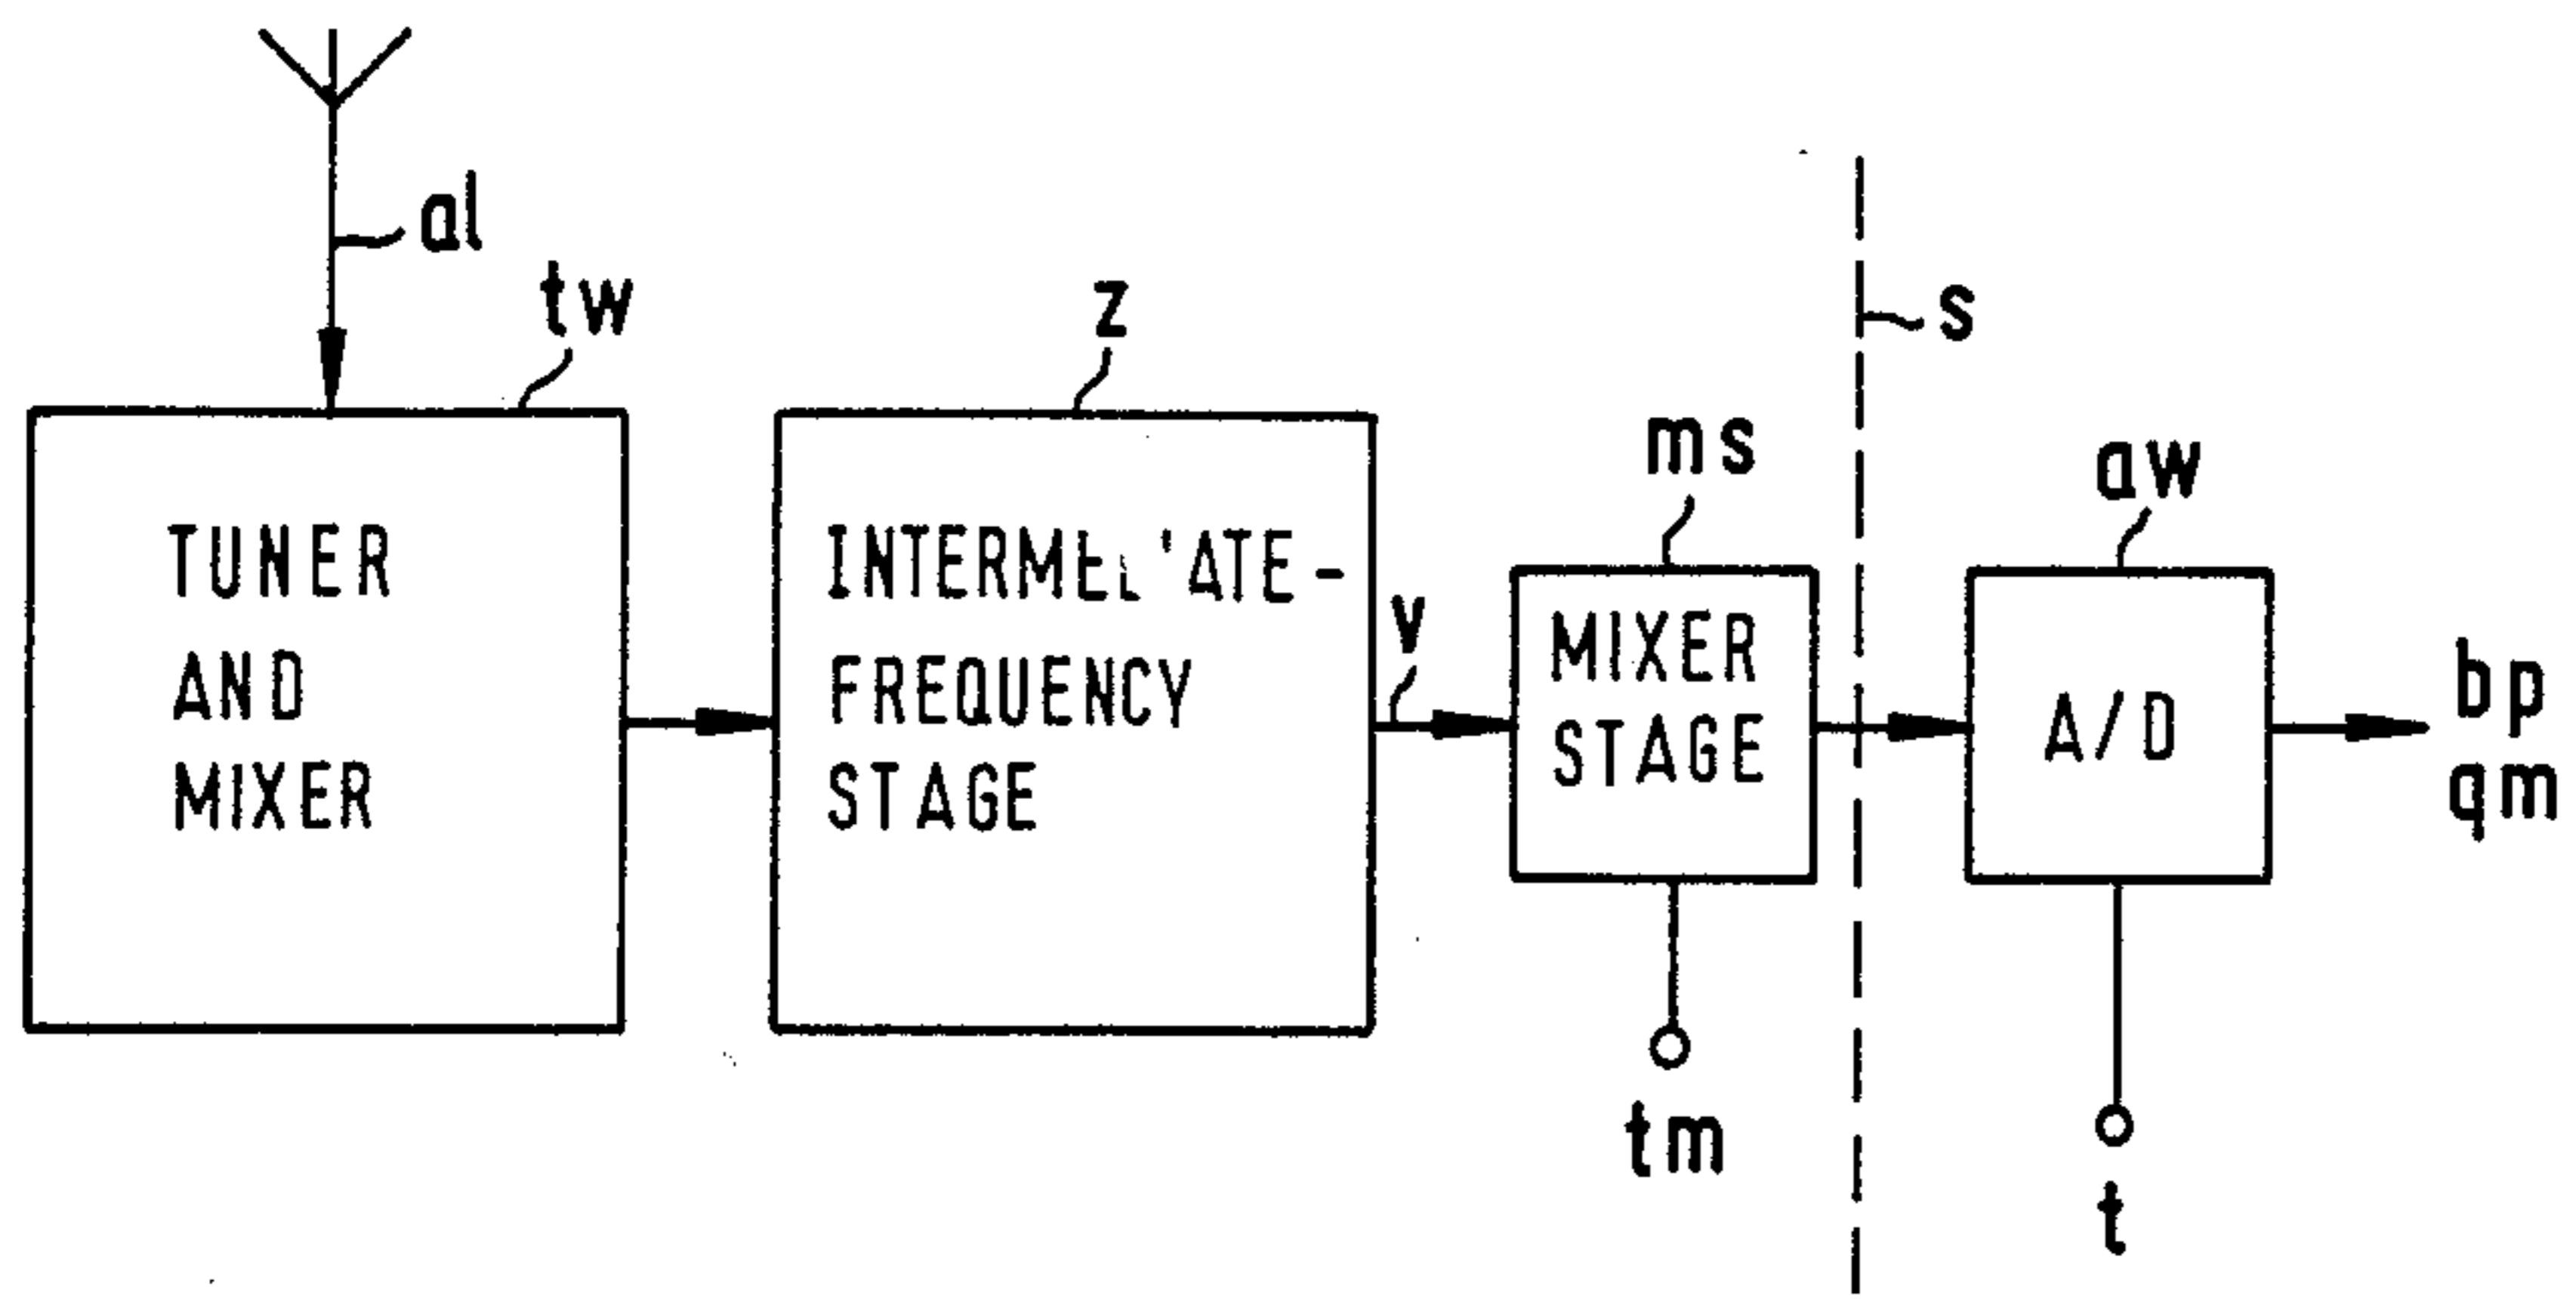 al
tw
z
s
ms
aw
TUNER
AND
MIXER
FREQUENCY
STAGE
v
MIXER
STAGE
A/D
bp
qm
tm
t